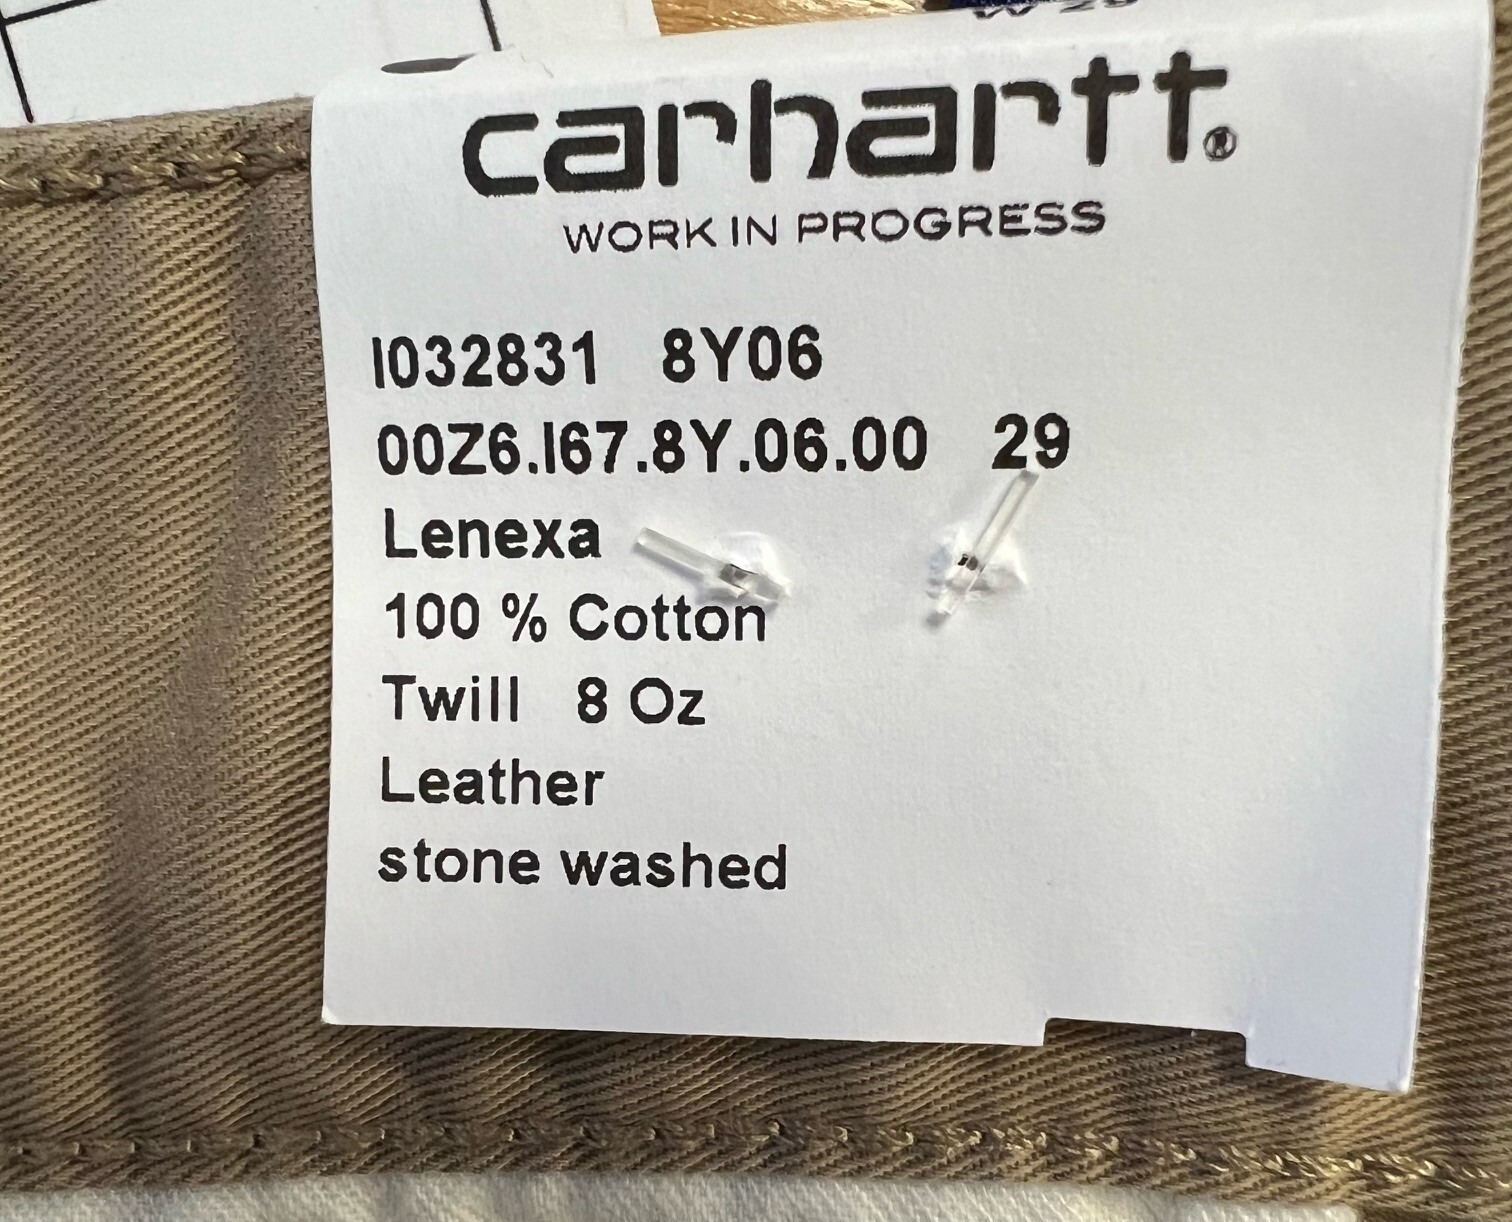 carhartt®
WORK IN PROGRESS
I032831 8Y06
00Z6.I67.8Y.06.00 29
Lenexa
100 % Cotton
Twill 8 Oz
Leather
stone washed